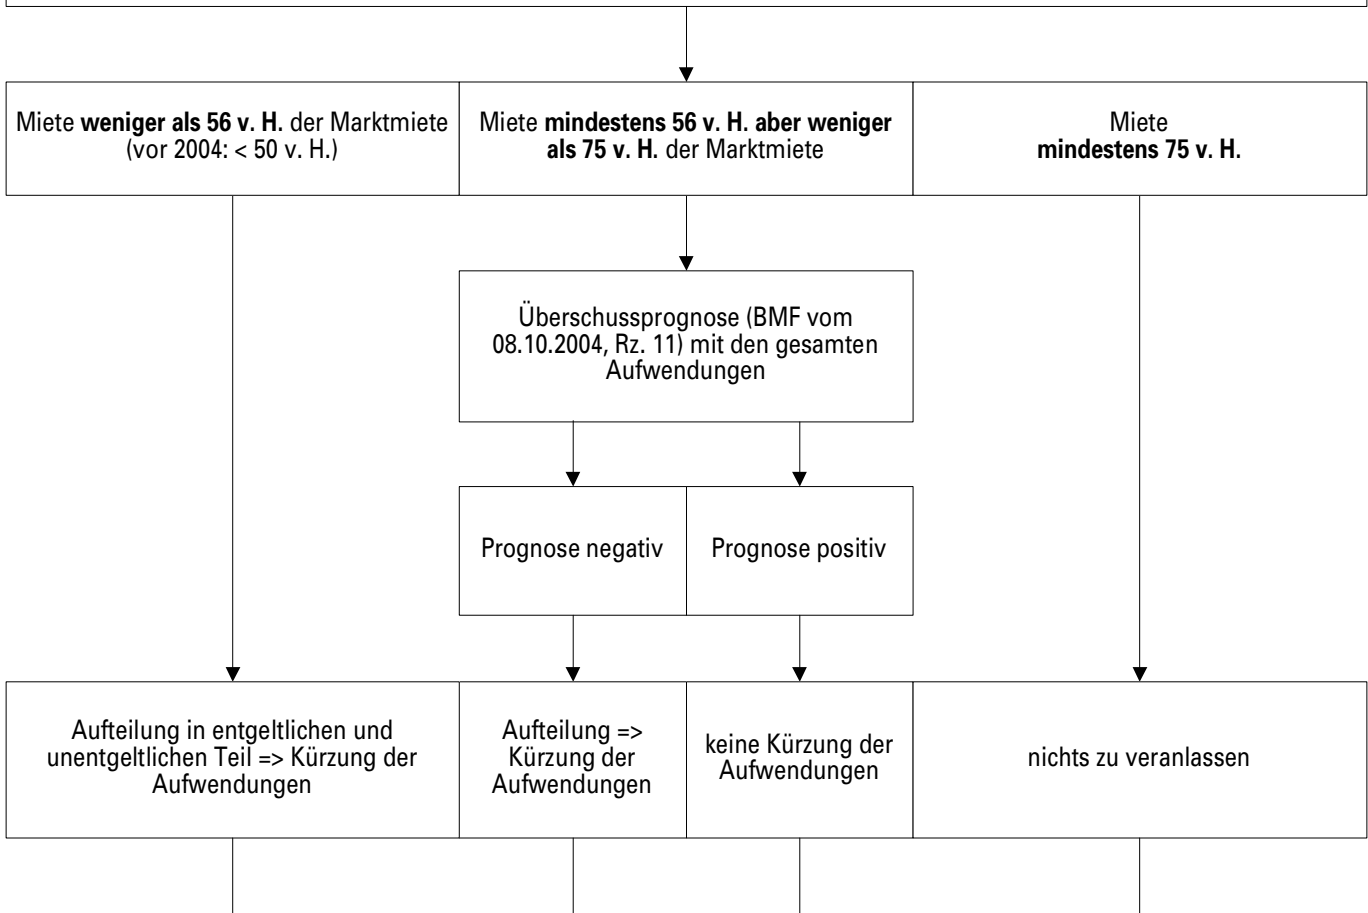 Miete weniger als 56 v. H. der Marktmiete
(vor 2004: < 50 v. H.)
Miete mindestens 56 v. H. aber weniger
als 75 v. H. der Marktmiete
Miete
mindestens 75 v. H.
Überschussprognose (BMF vom
08.10.2004, Rz. 11) mit den gesamten
Aufwendungen
Prognose negativ
Prognose positiv
Aufteilung in entgeltlichen und
unentgeltlichen Teil => Kürzung der
Aufwendungen
Aufteilung =>
Kürzung der
Aufwendungen
keine Kürzung der
Aufwendungen
nichts zu veranlassen